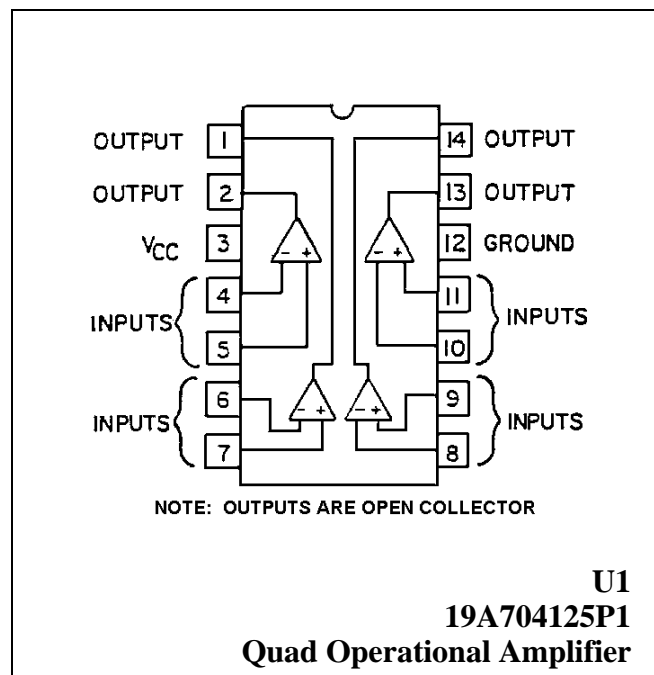 OUTPUT 1 14 OUTPUT
OUTPUT 2 13 OUTPUT
VCC 3 12 GROUND
- + - +
4 11
INPUTS INPUTS
5 10
6 9
- + - +
INPUTS INPUTS
7 8
NOTE: OUTPUTS ARE OPEN COLLECTOR
U1
19A704125P1
Quad Operational Amplifier